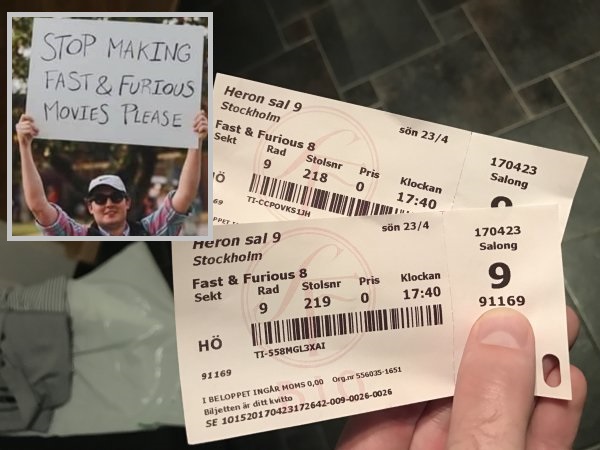 STOP MAKING
FAST & FURIOUS
MOVIES PLEASE
Heron sal 9
Stockholm
sön 23/4
Fast & Furious 8
Sekt Rad Stolsnr Pris Klockan
9 218 0 17:40
Ö
TI-CCPOVKS1JH
169
170423
Salong
Heron sal 9
Stockholm
sön 23/4
Fast & Furious 8
Sekt Rad Stolsnr Pris Klockan
9 219 0 17:40
HÖ
TI-558MGL3XAI
91169
I BELOPPET INGÅR MOMS 0,00 Org.nr 556035-1651
Biljetten är ditt kvitto
SE 101520170423172642-009-0026-0026
170423
Salong
9
91169